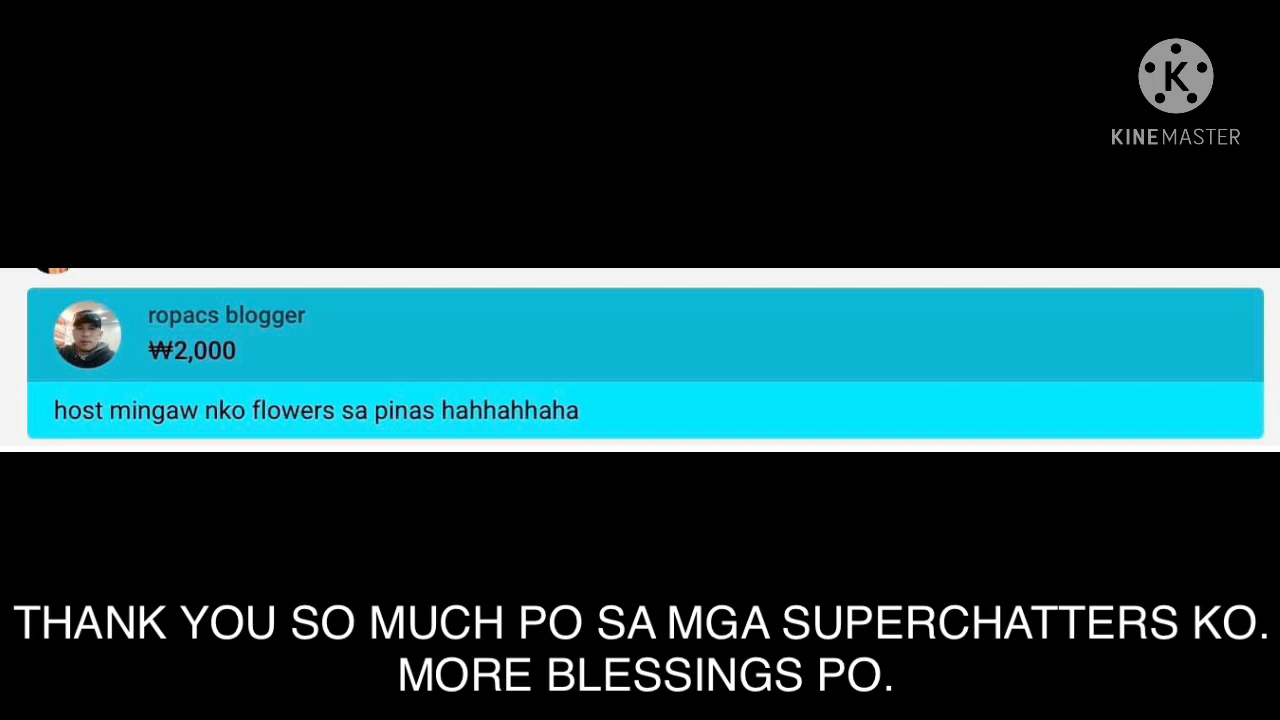 K
KINEMASTER
ropacs blogger
₩2,000
host mingaw nko flowers sa pinas hahhahhaha
THANK YOU SO MUCH PO SA MGA SUPERCHATTERS KO.
MORE BLESSINGS PO.